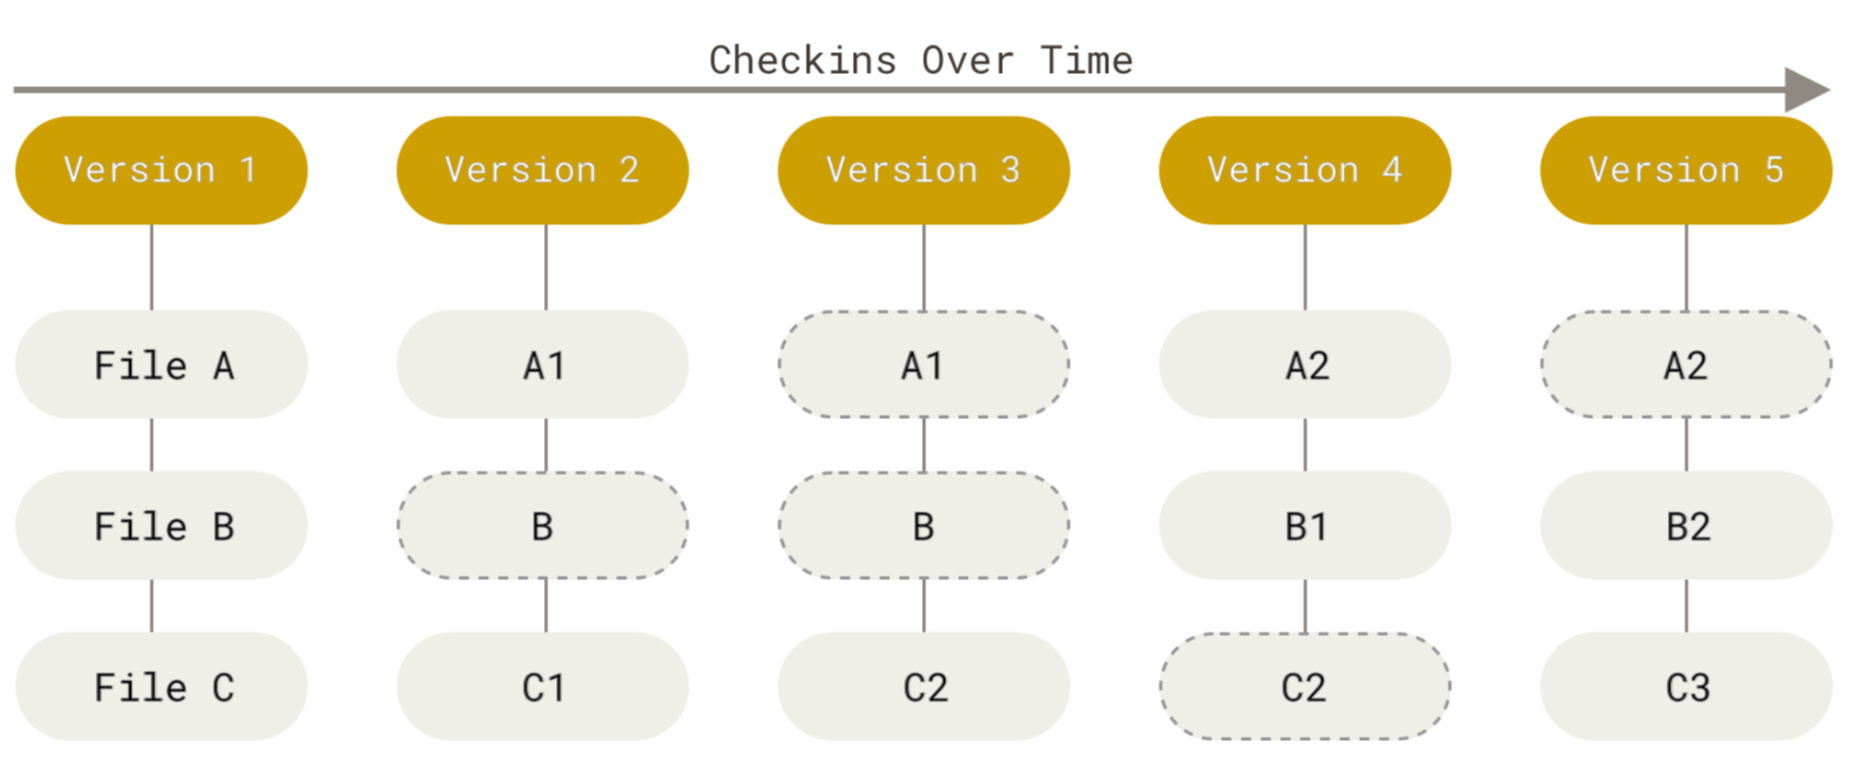 Checkins Over Time
Version 1 Version 2 Version 3 Version 4 Version 5
File A A1 A1 A2 A2
File B B B B1 B2
File C C1 C2 C2 C3